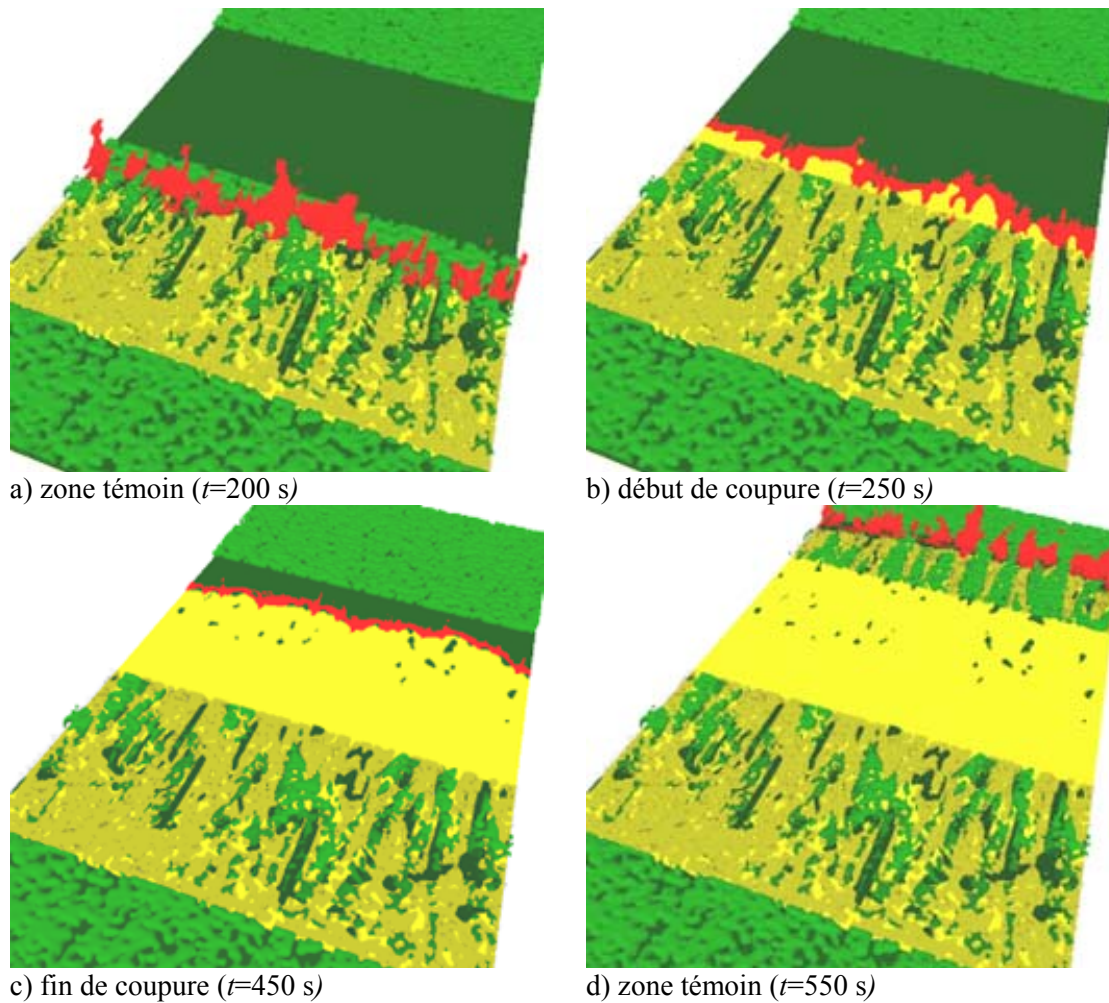 a) zone témoin (t=200 s)
b) début de coupure (t=250 s)
c) fin de coupure (t=450 s)
d) zone témoin (t=550 s)